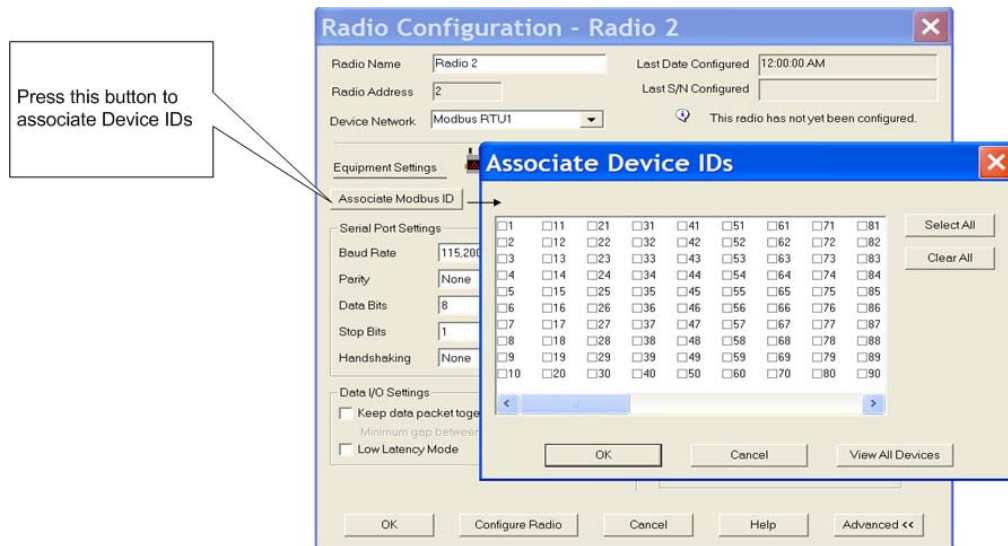 Press this button to
associate Device IDs
Radio Configuration - Radio 2
Radio Name Radio 2 Last Date Configured 12:00:00 AM
Radio Address 2 Last S/N Configured
Device Network Modbus RTU1 This radio has not yet been configured.
Equipment Settings
Associate Modbus ID
Serial Port Settings
Baud Rate 115,200
Parity None
Data Bits 8
Stop Bits 1
Handshaking None
Data I/O Settings
Keep data packet toge
Minimum gap between
Low Latency Mode
OK Configure Radio Cancel Help Advanced <<
Associate Device IDs
1 11 21 31 41 51 61 71 81
2 12 22 32 42 52 62 72 82
3 13 23 33 43 53 63 73 83
4 14 24 34 44 54 64 74 84
5 15 25 35 45 55 65 75 85
6 16 26 36 46 56 66 76 86
7 17 27 37 47 57 67 77 87
8 18 28 38 48 58 68 78 88
9 19 29 39 49 59 69 79 89
10 20 30 40 50 60 70 80 90
Select All
Clear All
OK Cancel View All Devices